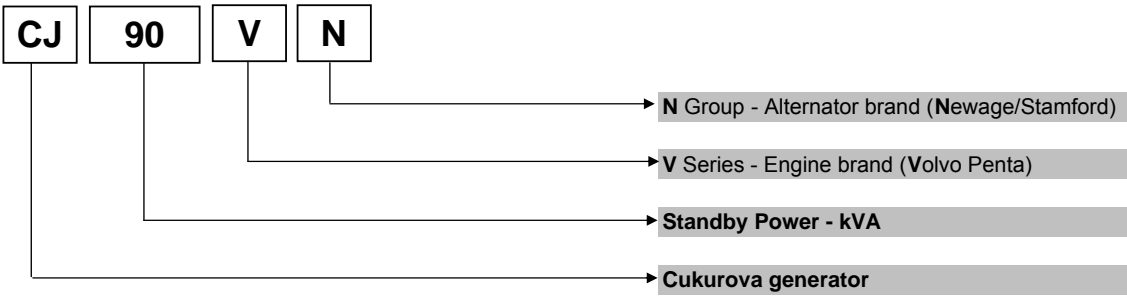 CJ 90 V N
N Group - Alternator brand (Newage/Stamford)
V Series - Engine brand (Volvo Penta)
Standby Power - kVA
Cukurova generator